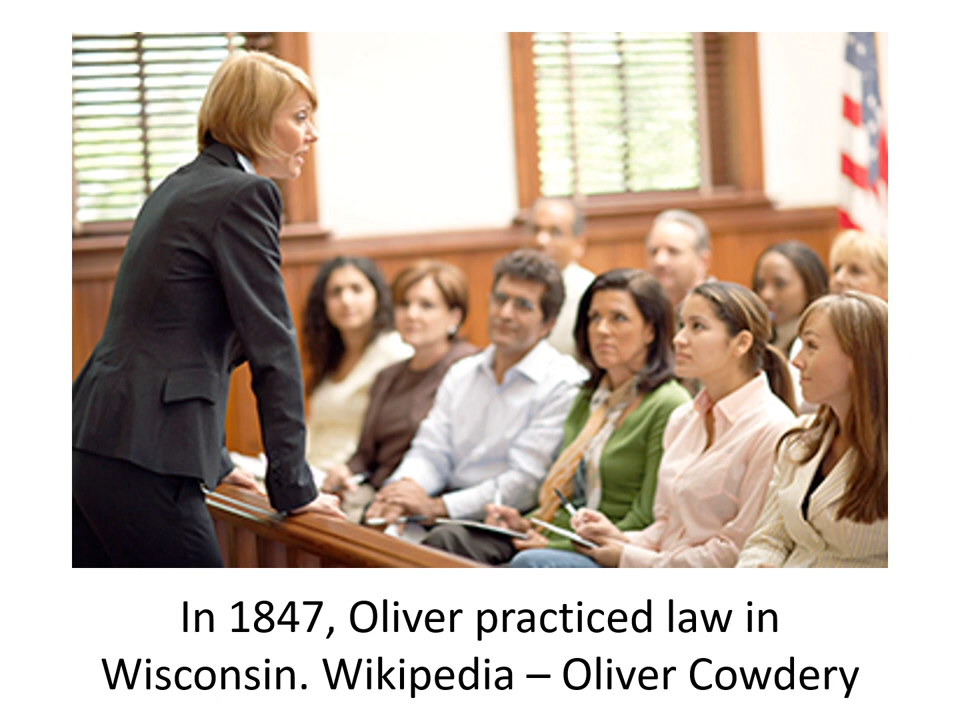 In 1847, Oliver practiced law in
Wisconsin. Wikipedia – Oliver Cowdery